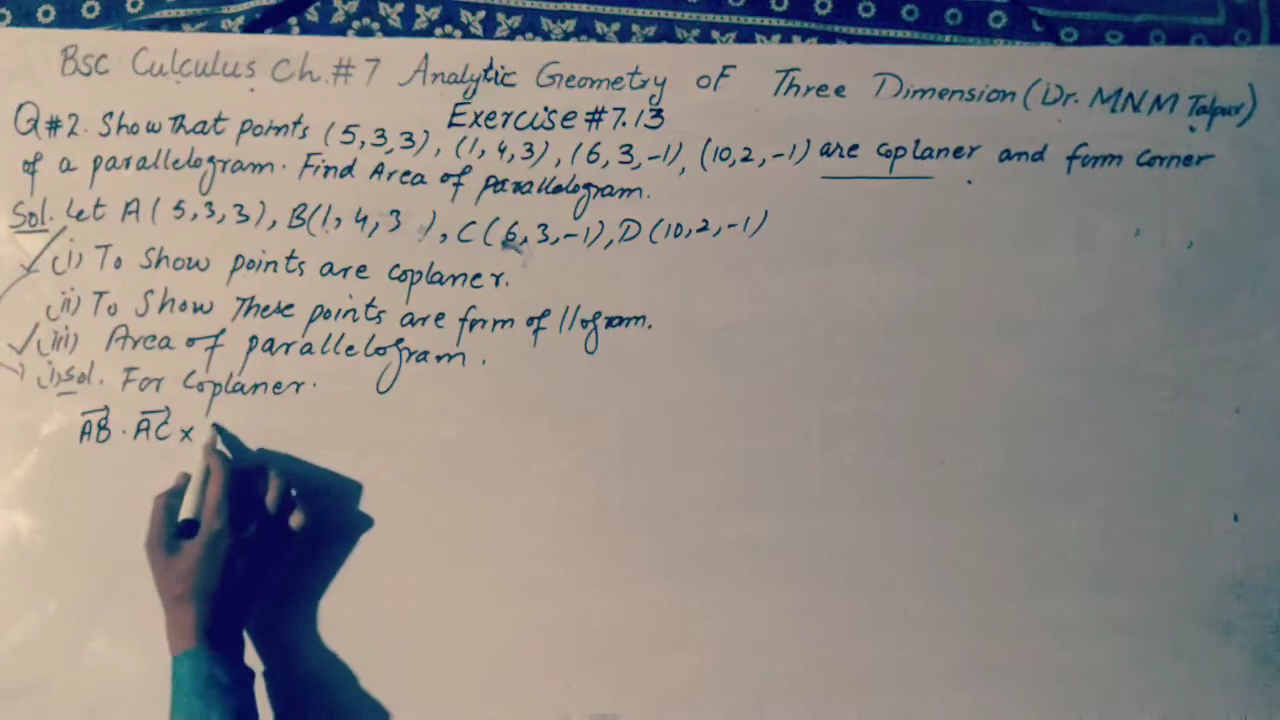 Bsc Calculus Ch.#7 Analytic Geometry of Three Dimension (Dr. MNM Talpur)
Exercise #7.13
Q#2. Show that points (5,3,3), (1,4,3), (6,3,-1), (10,2,-1) are coplaner and form corner
of a parallelogram. Find Area of parallelogram.
Sol. Let A(5,3,3), B(1,4,3), C(6,3,-1), D(10,2,-1)
(i) To Show points are coplaner.
(ii) To Show These points are form of llogram.
(iii) Area of parallelogram.
i) Sol. For Coplaner.
AB⃗ . AC⃗ ×